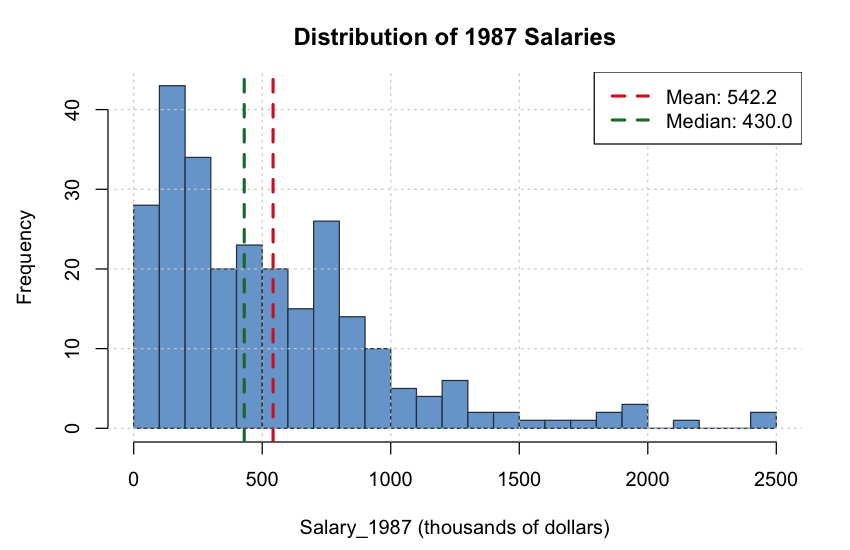 Distribution of 1987 Salaries
Mean: 542.2
Median: 430.0
Frequency
40
30
20
10
0
0 500 1000 1500 2000 2500
Salary_1987 (thousands of dollars)